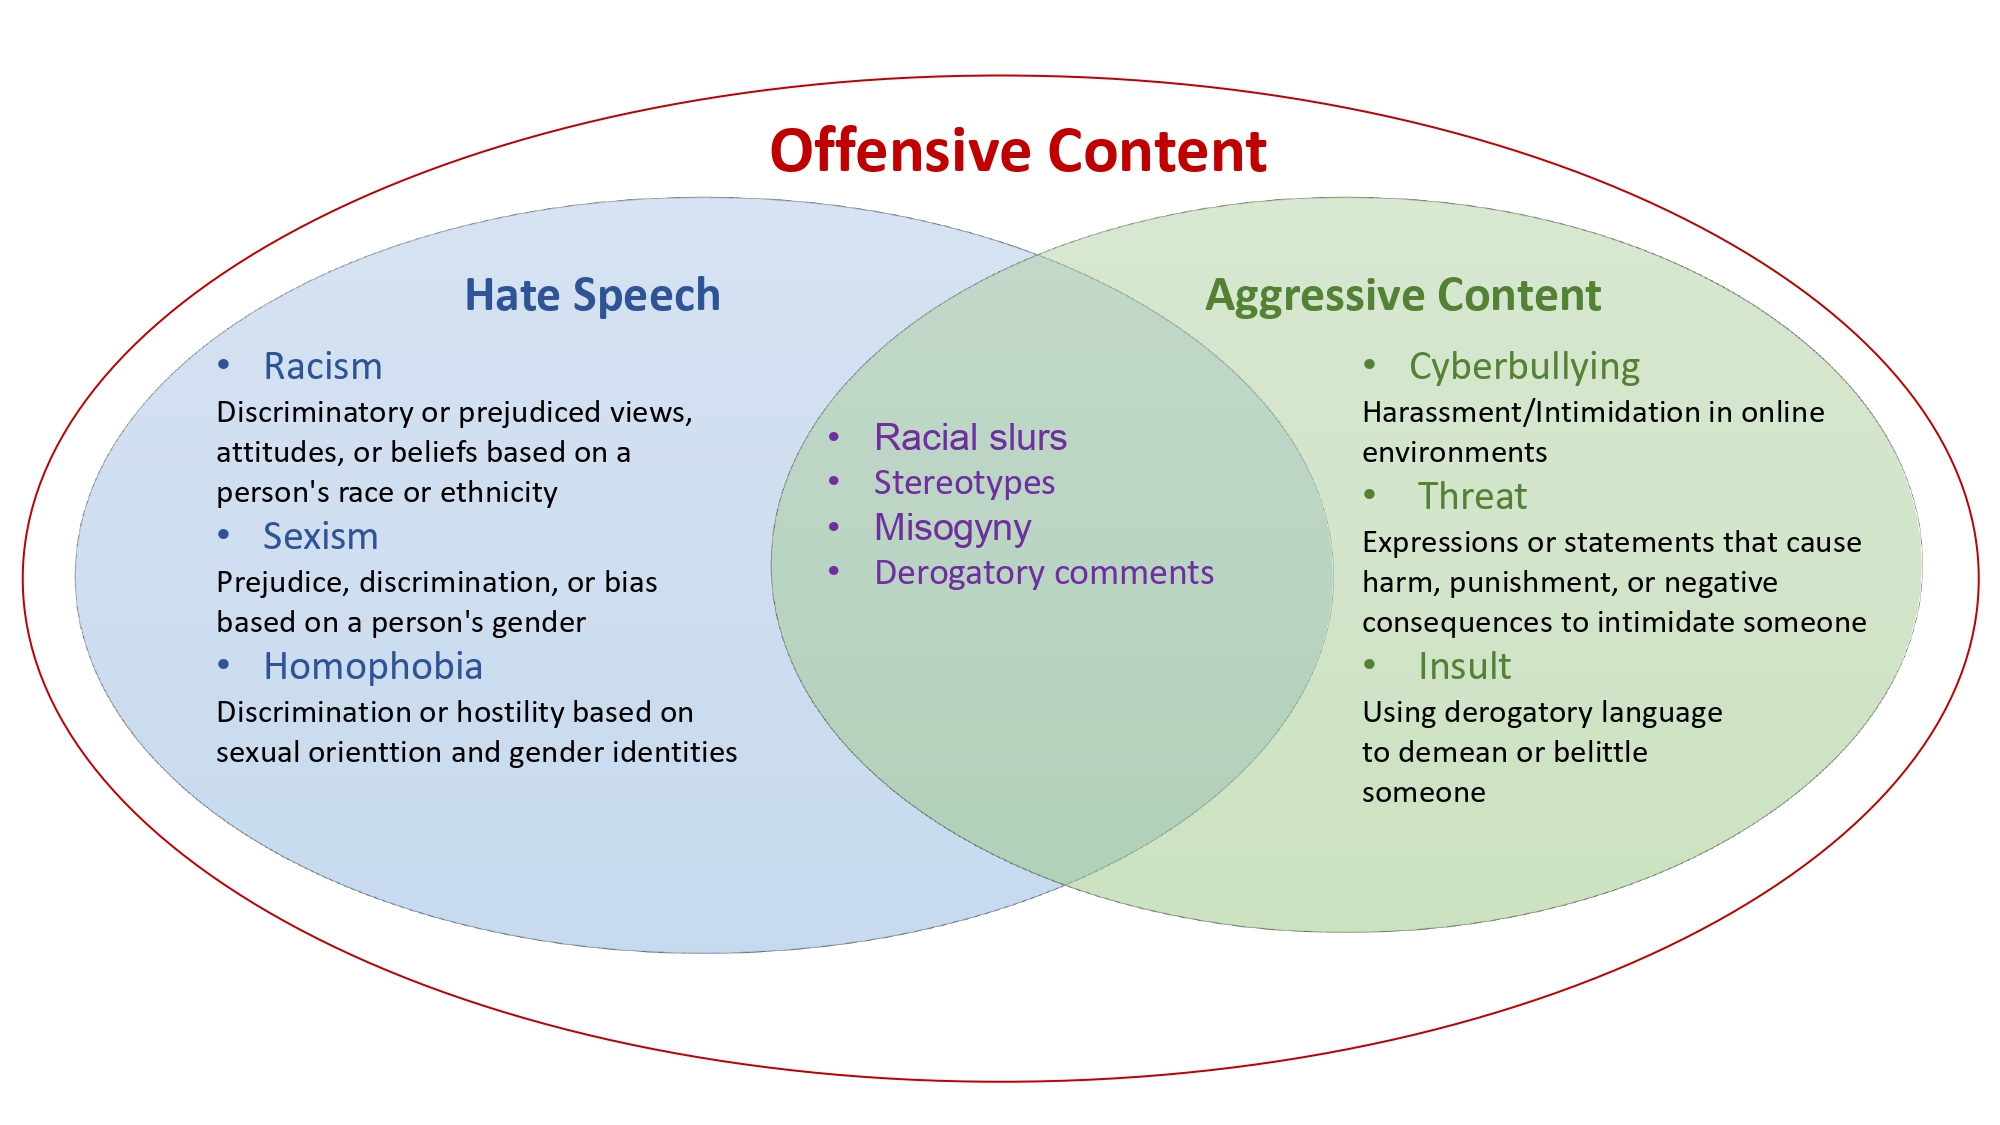 Offensive Content
Hate Speech
• Racism
Discriminatory or prejudiced views,
attitudes, or beliefs based on a
person's race or ethnicity
• Sexism
Prejudice, discrimination, or bias
based on a person's gender
• Homophobia
Discrimination or hostility based on
sexual orienttion and gender identities
• Racial slurs
• Stereotypes
• Misogyny
• Derogatory comments
Aggressive Content
• Cyberbullying
Harassment/Intimidation in online
environments
• Threat
Expressions or statements that cause
harm, punishment, or negative
consequences to intimidate someone
• Insult
Using derogatory language
to demean or belittle
someone